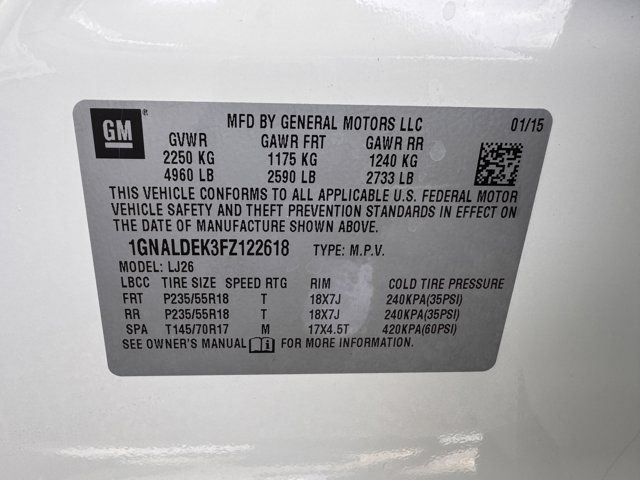 GM ®
MFD BY GENERAL MOTORS LLC 01/15
GVWR GAWR FRT GAWR RR
2250 KG 1175 KG 1240 KG
4960 LB 2590 LB 2733 LB
THIS VEHICLE CONFORMS TO ALL APPLICABLE U.S. FEDERAL MOTOR
VEHICLE SAFETY AND THEFT PREVENTION STANDARDS IN EFFECT ON
THE DATE OF MANUFACTURE SHOWN ABOVE.
1GNALDEK3FZ122618 TYPE: M.P.V.
MODEL: LJ26
LBCC TIRE SIZE SPEED RTG RIM COLD TIRE PRESSURE
FRT P235/55R18 T 18X7J 240KPA(35PSI)
RR P235/55R18 T 18X7J 240KPA(35PSI)
SPA T145/70R17 M 17X4.5T 420KPA(60PSI)
SEE OWNER'S MANUAL FOR MORE INFORMATION.